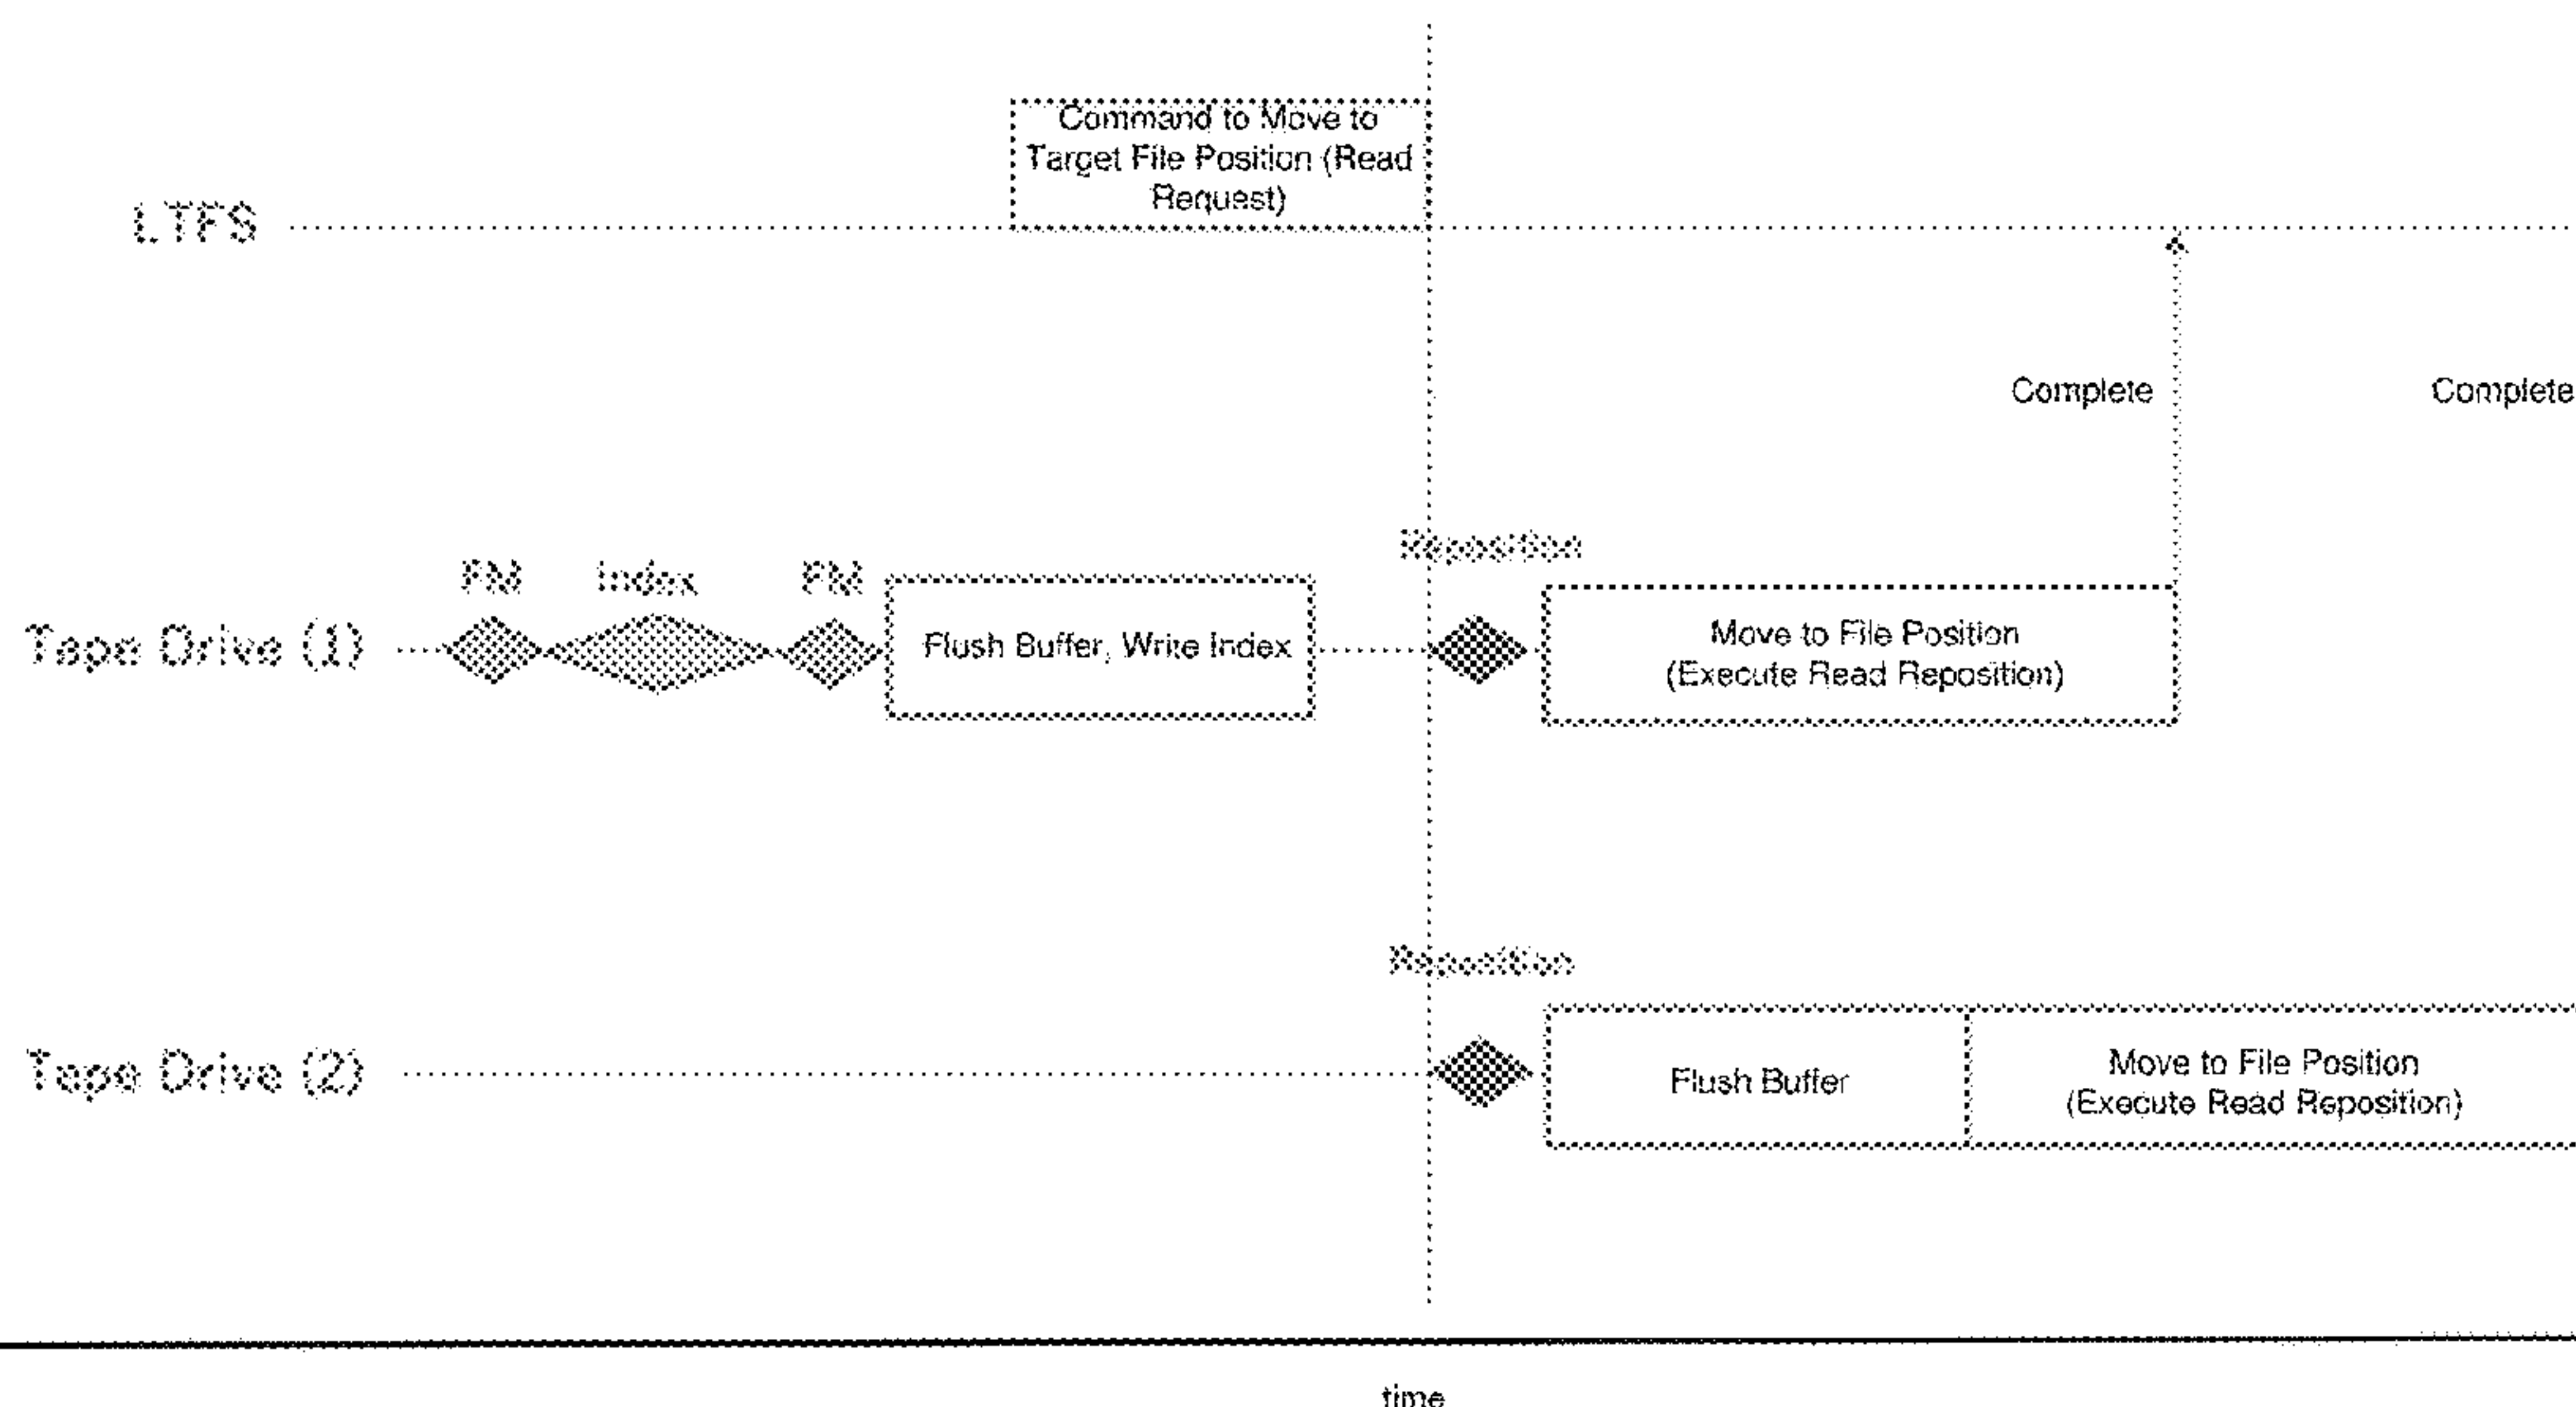 Command to Move to
Target File Position (Read
Request)
LTFS
Complete
Complete
Reposition
FM
Index
FM
Tape Drive (1)
Flush Buffer, Write Index
Move to File Position
(Execute Read Reposition)
Reposition
Tape Drive (2)
Flush Buffer
Move to File Position
(Execute Read Reposition)
time